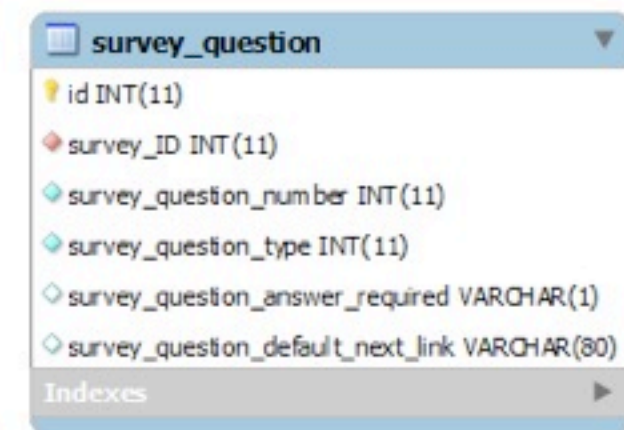 survey_question
id INT(11)
survey_ID INT(11)
survey_question_number INT(11)
survey_question_type INT(11)
survey_question_answer_required VARCHAR(1)
survey_question_default_next_link VARCHAR(80)
Indexes